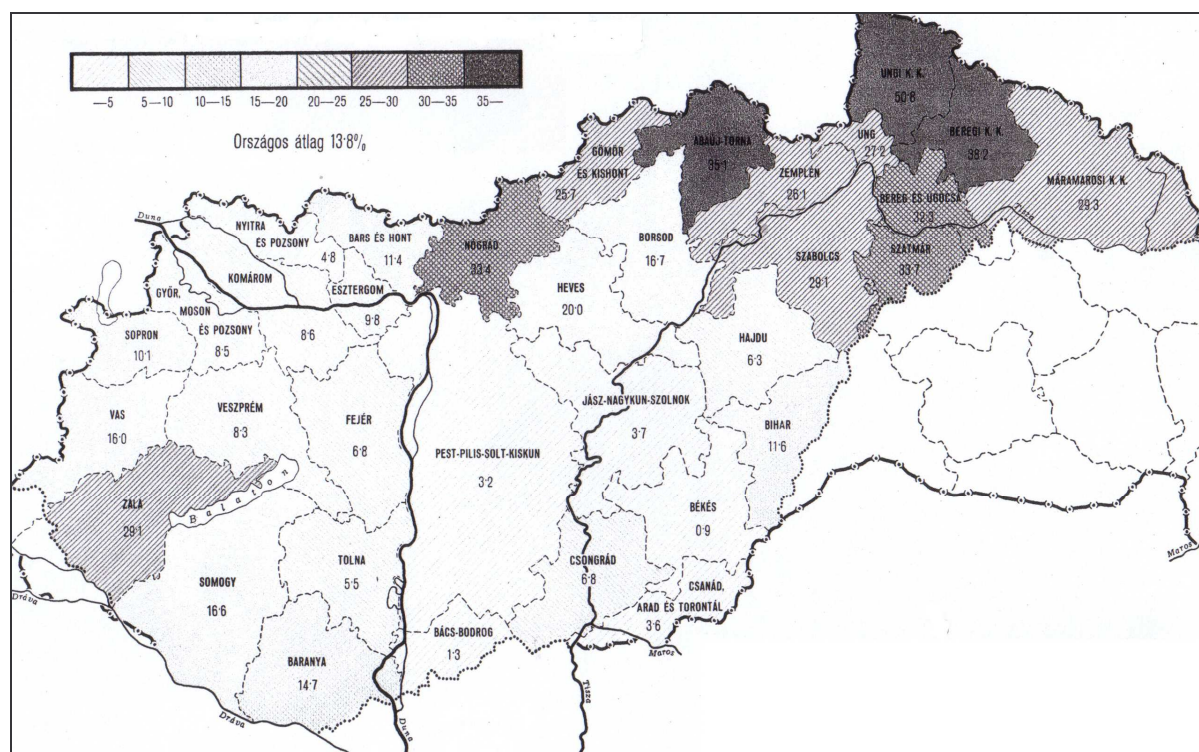 —5 5—10 10—15 15—20 20—25 25—30 30—35 35—
Országos átlag 13·8%
UNGI K. K.
50·8
BEREGI K. K.
38·2
MÁRAMAROSI K. K.
29·3
UNG
27·2
ABAÚJ-TORNA
35·1
GÖMÖR
ÉS KISHONT
25·7
ZEMPLÉN
26·1
BEREG ÉS UGOCSA
32·3
Tisza
SZATMÁR
33·7
SZABOLCS
29·1
BORSOD
16·7
NÓGRÁD
33·4
HEVES
20·0
Duna
NYITRA
ÉS POZSONY
4·8
BARS ÉS HONT
11·4
KOMÁROM
8·6
ESZTERGOM
9·8
GYŐR,
MOSON
ÉS POZSONY
8·5
SOPRON
10·1
VAS
16·0
VESZPRÉM
8·3
FEJÉR
6·8
PEST-PILIS-SOLT-KISKUN
3·2
JÁSZ-NAGYKUN-SZOLNOK
3·7
HAJDU
6·3
BIHAR
11·6
ZALA
29·1
Balaton
BÉKÉS
0·9
TOLNA
5·5
SOMOGY
16·6
CSONGRÁD
6·8
CSANÁD,
ARAD ÉS TORONTÁL
3·6
BÁCS-BODROG
1·3
BARANYA
14·7
Dráva
Dráva
Duna
Tisza
Maros
Maros